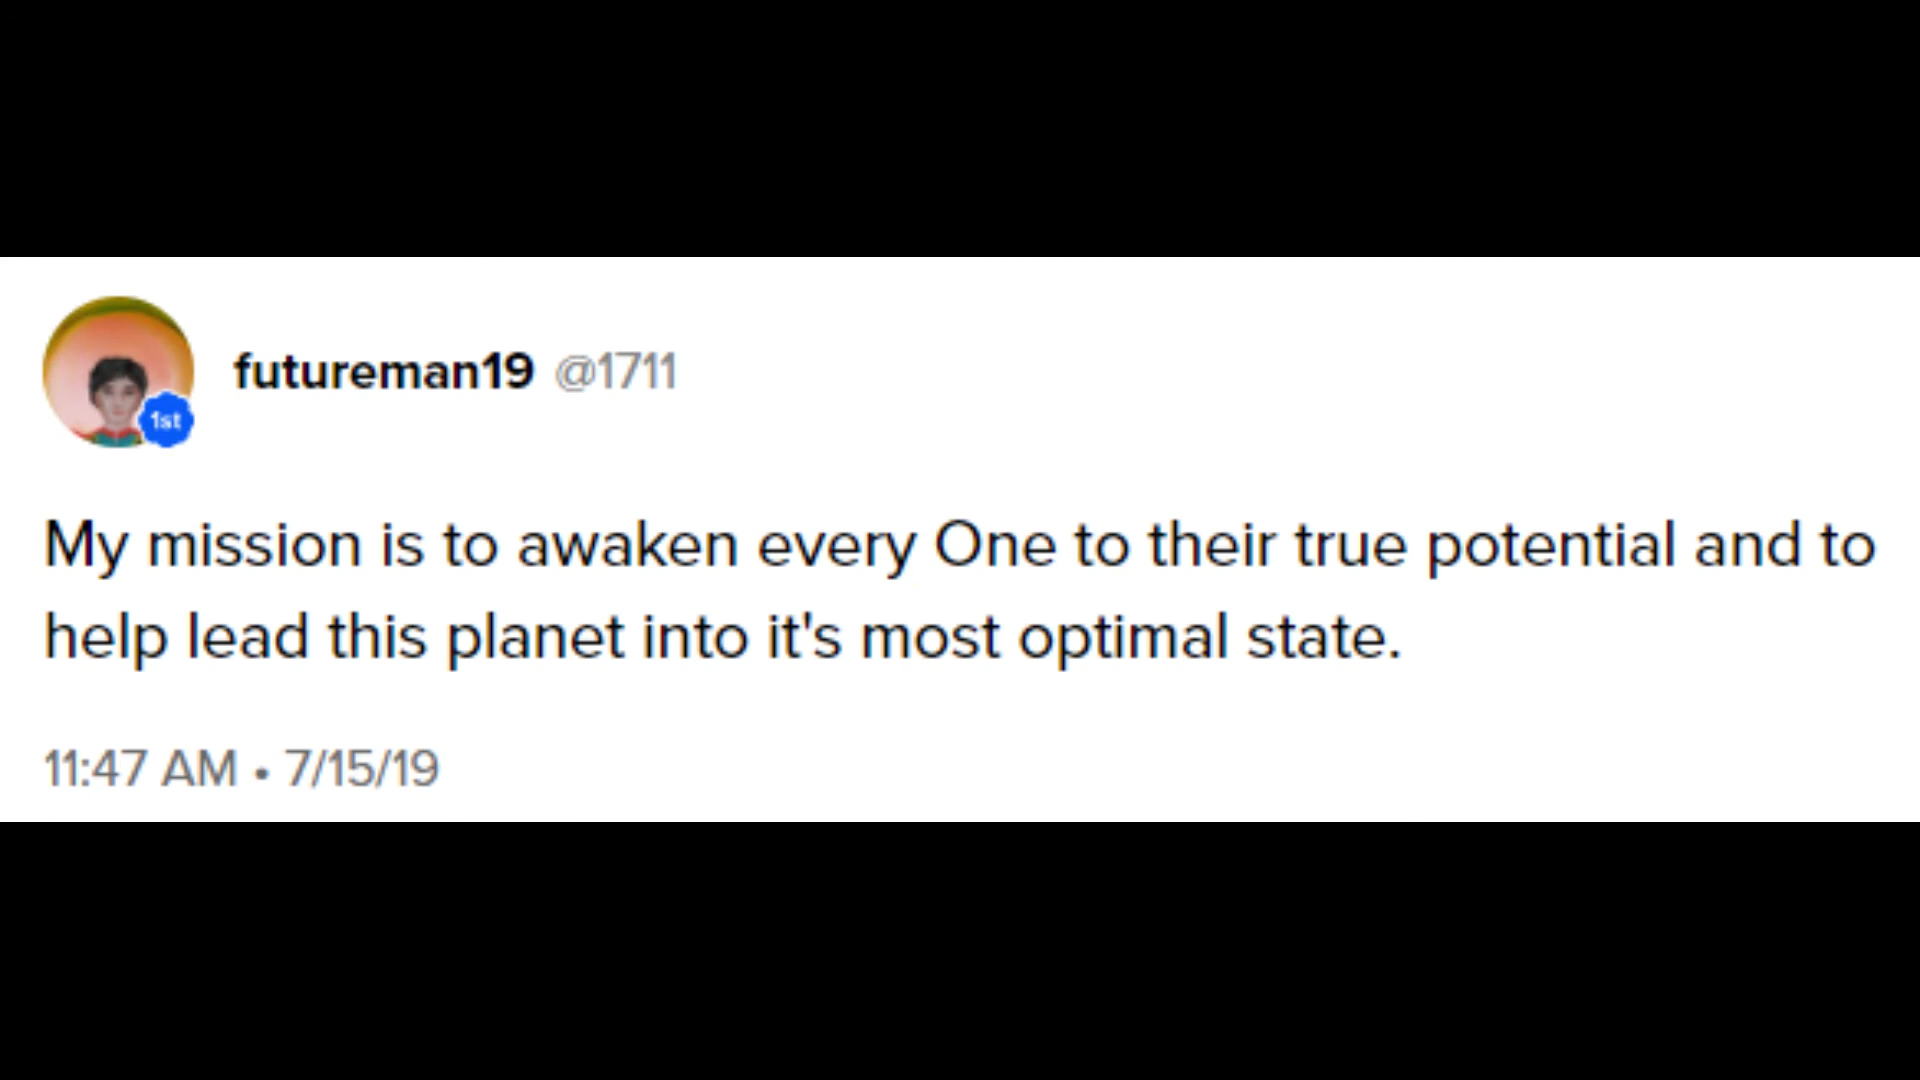 1st
futureman19 @1711
My mission is to awaken every One to their true potential and to
help lead this planet into it's most optimal state.
11:47 AM • 7/15/19